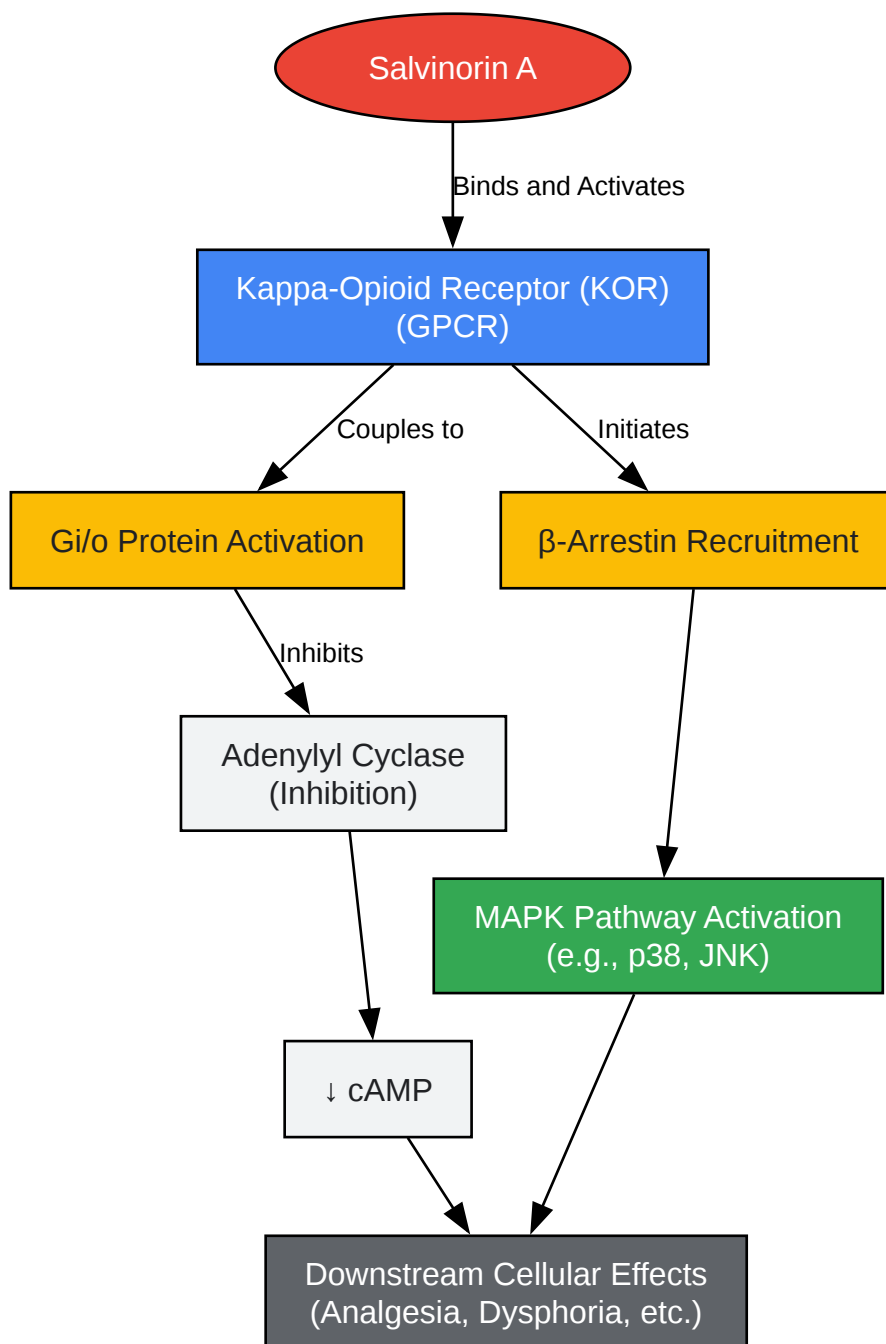 Salvinorin A
Binds and Activates
Kappa-Opioid Receptor (KOR)
(GPCR)
Couples to
Initiates
Gi/o Protein Activation
β-Arrestin Recruitment
Inhibits
Adenylyl Cyclase
(Inhibition)
MAPK Pathway Activation
(e.g., p38, JNK)
↓ cAMP
Downstream Cellular Effects
(Analgesia, Dysphoria, etc.)